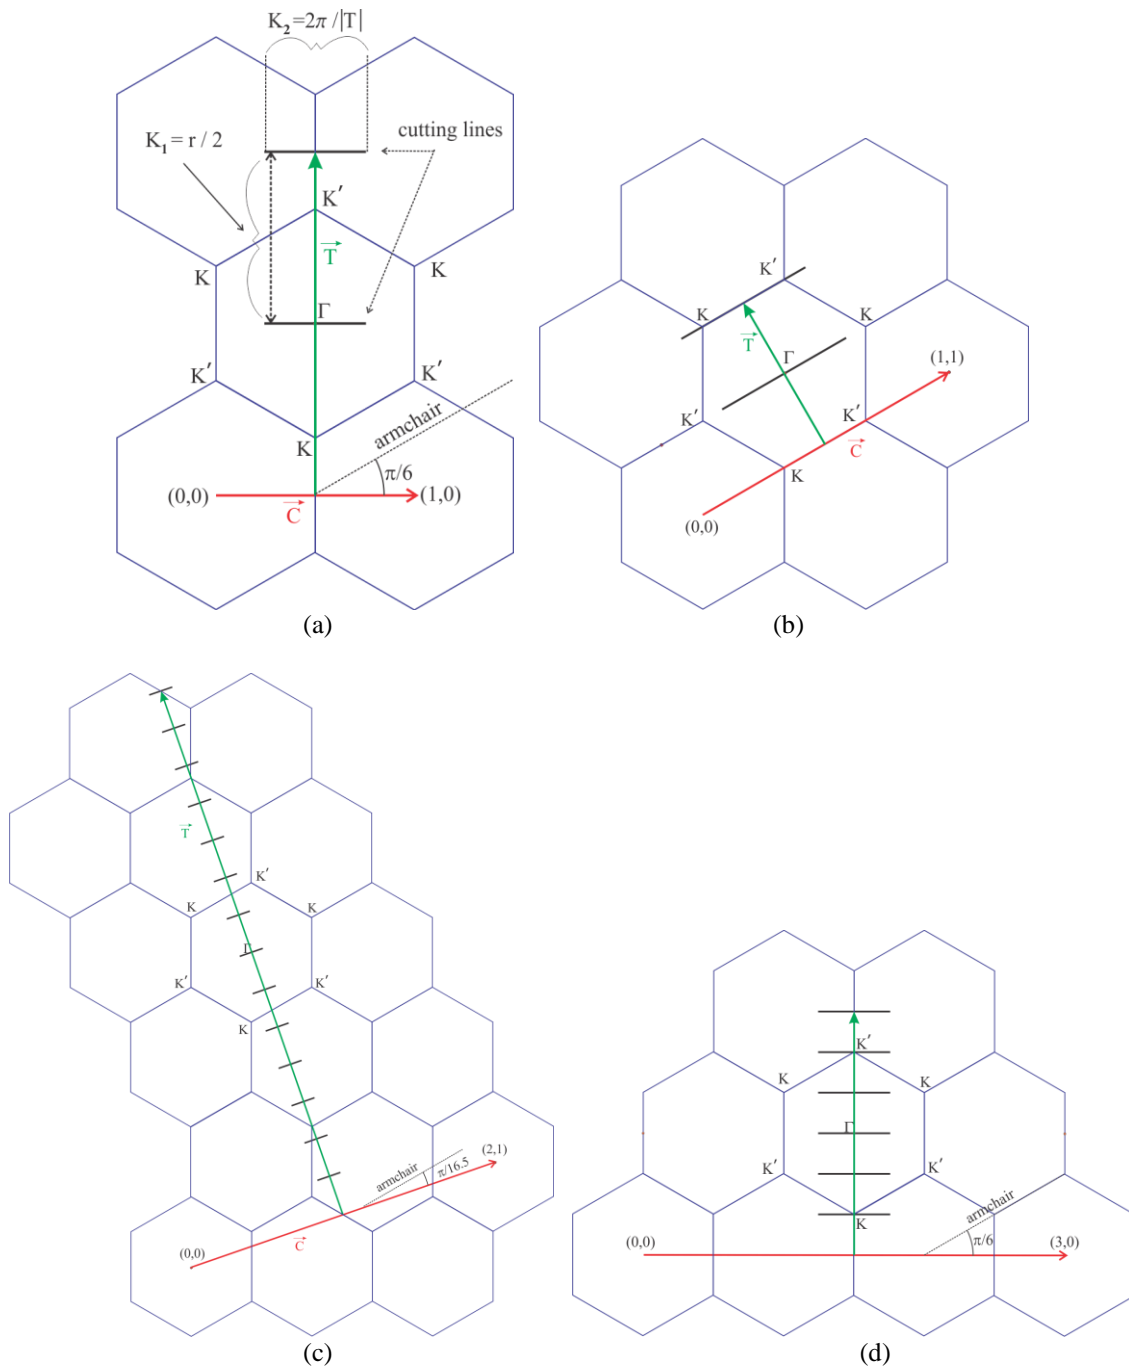 K₂ = 2π / |T|
K₁ = r / 2
cutting lines
K′
T
K
K
Γ
K′
K′
armchair
K
π/6
(0,0)
C
(1,0)
(a)
K′
K
K
T
Γ
(1,1)
K′
K′
C
K
(0,0)
(b)
T
K′
K
K
Γ
K′
K′
K
(2,1)
armchair
π/16.5
(0,0)
C
(c)
K′
K
K
Γ
K′
K′
K
armchair
(0,0)
π/6
(3,0)
(d)